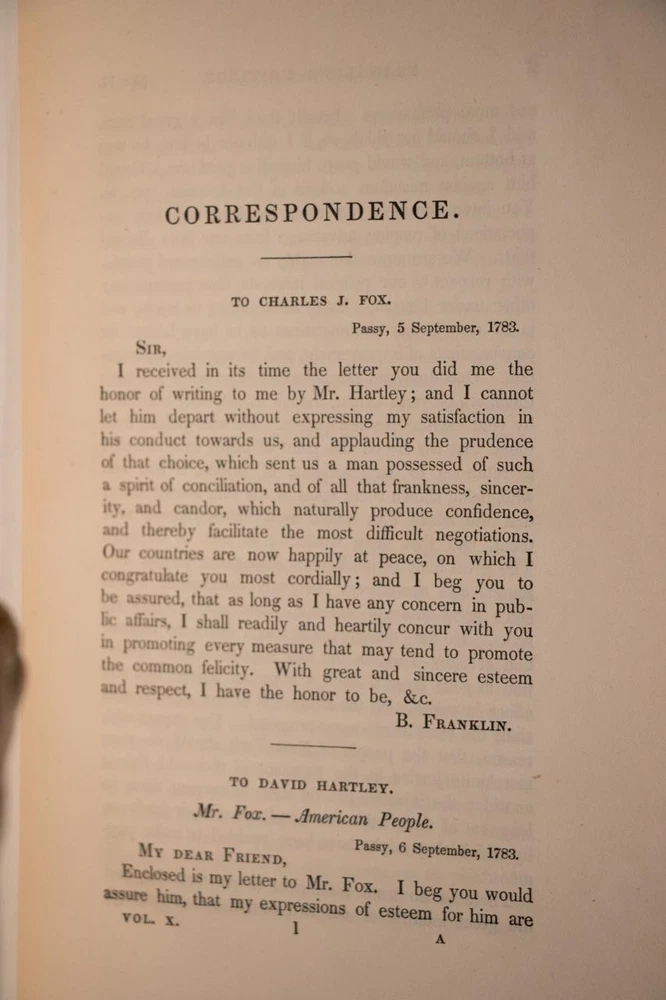 CORRESPONDENCE.
TO CHARLES J. FOX.
Passy, 5 September, 1783.
SIR,
I received in its time the letter you did me the
honor of writing to me by Mr. Hartley; and I cannot
let him depart without expressing my satisfaction in
his conduct towards us, and applauding the prudence
of that choice, which sent us a man possessed of such
a spirit of conciliation, and of all that frankness, sincer-
ity, and candor, which naturally produce confidence,
and thereby facilitate the most difficult negotiations.
Our countries are now happily at peace, on which I
congratulate you most cordially; and I beg you to
be assured, that as long as I have any concern in pub-
lic affairs, I shall readily and heartily concur with you
in promoting every measure that may tend to promote
the common felicity. With great and sincere esteem
and respect, I have the honor to be, &c.
B. FRANKLIN.
TO DAVID HARTLEY.
Mr. Fox. — American People.
Passy, 6 September, 1783.
MY DEAR FRIEND,
Enclosed is my letter to Mr. Fox. I beg you would
assure him, that my expressions of esteem for him are
VOL. X. 1 A